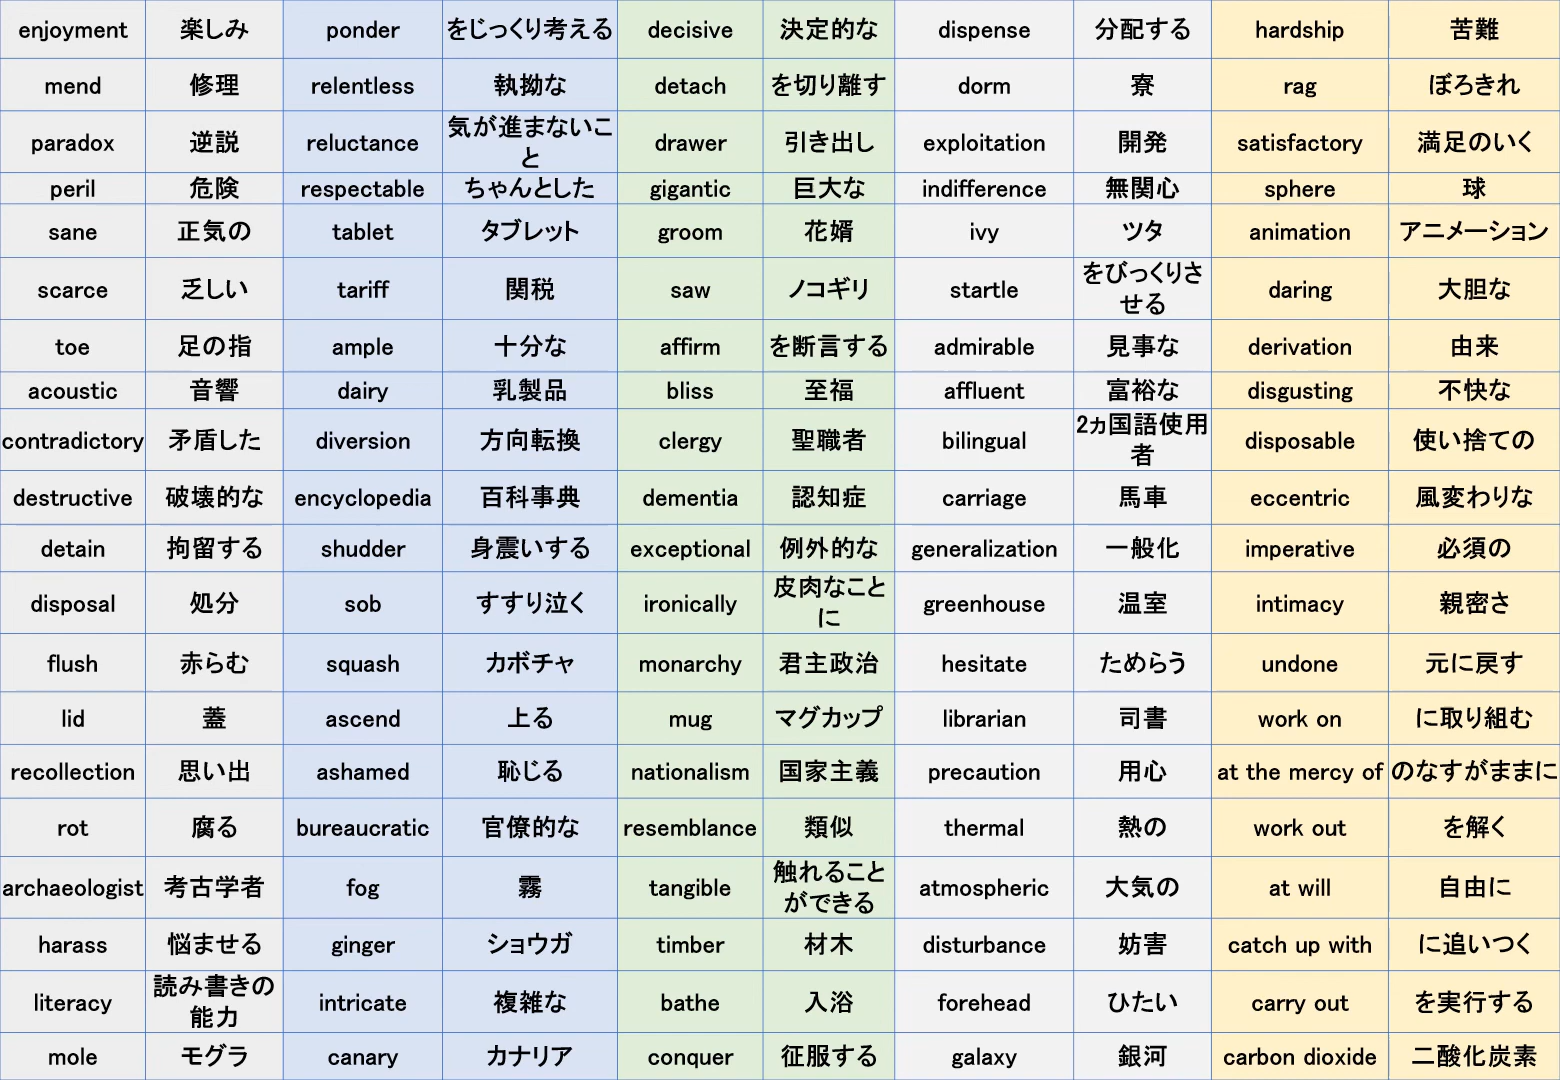 enjoyment 楽しみ ponder をじっくり考える decisive 決定的な dispense 分配する hardship 苦難
mend 修理 relentless 執拗な detach を切り離す dorm 寮 rag ぼろきれ
paradox 逆説 reluctance 気が進まないこと drawer 引き出し exploitation 開発 satisfactory 満足のいく
peril 危険 respectable ちゃんとした gigantic 巨大な indifference 無関心 sphere 球
sane 正気の tablet タブレット groom 花婿 ivy ツタ animation アニメーション
scarce 乏しい tariff 関税 saw ノコギリ startle をびっくりさせる daring 大胆な
toe 足の指 ample 十分な affirm を断言する admirable 見事な derivation 由来
acoustic 音響 dairy 乳製品 bliss 至福 affluent 富裕な disgusting 不快な
contradictory 矛盾した diversion 方向転換 clergy 聖職者 bilingual 2ヵ国語使用者 disposable 使い捨ての
destructive 破壊的な encyclopedia 百科事典 dementia 認知症 carriage 馬車 eccentric 風変わりな
detain 拘留する shudder 身震いする exceptional 例外的な generalization 一般化 imperative 必須の
disposal 処分 sob すすり泣く ironically 皮肉なことに greenhouse 温室 intimacy 親密さ
flush 赤らむ squash カボチャ monarchy 君主政治 hesitate ためらう undone 元に戻す
lid 蓋 ascend 上る mug マグカップ librarian 司書 work on に取り組む
recollection 思い出 ashamed 恥じる nationalism 国家主義 precaution 用心 at the mercy of のなすがままに
rot 腐る bureaucratic 官僚的な resemblance 類似 thermal 熱の work out を解く
archaeologist 考古学者 fog 霧 tangible 触れることができる atmospheric 大気の at will 自由に
harass 悩ませる ginger ショウガ timber 材木 disturbance 妨害 catch up with に追いつく
literacy 読み書きの能力 intricate 複雑な bathe 入浴 forehead ひたい carry out を実行する
mole モグラ canary カナリア conquer 征服する galaxy 銀河 carbon dioxide 二酸化炭素